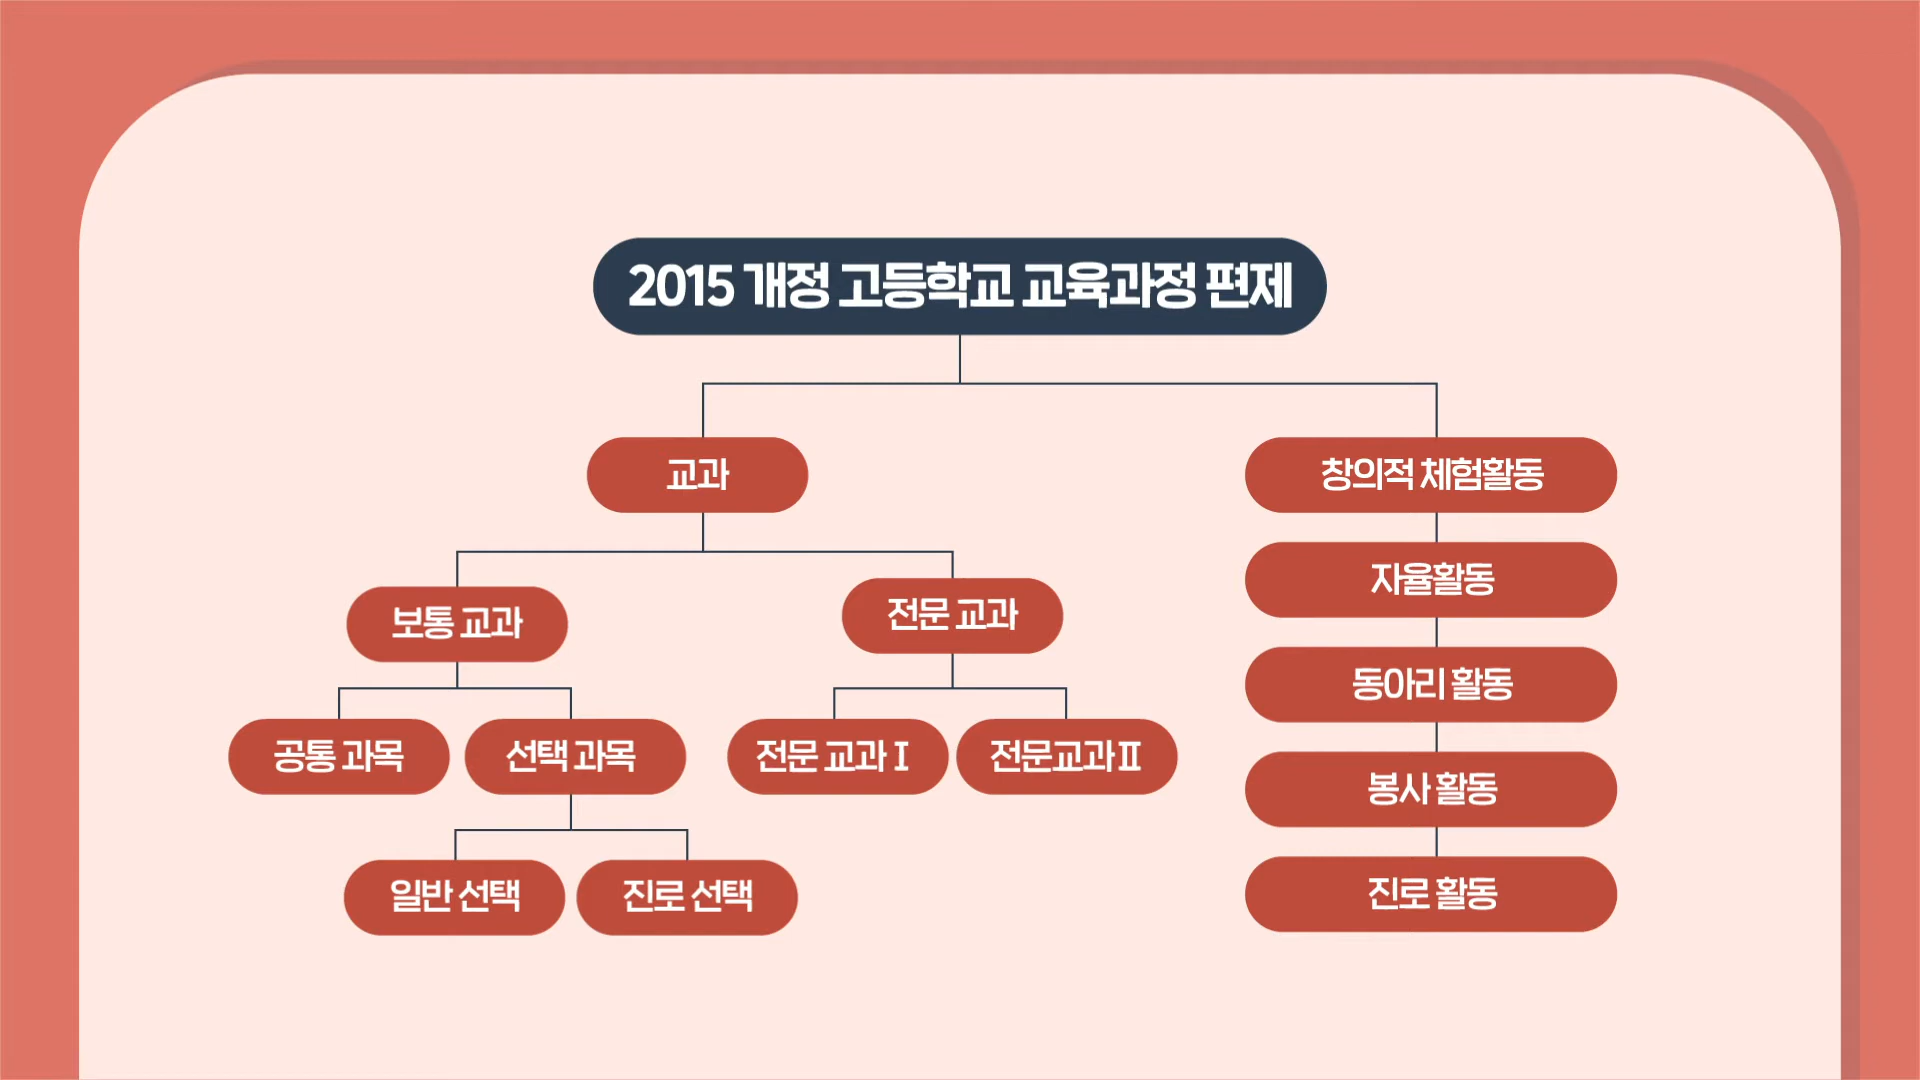 2015 개정 고등학교 교육과정 편제
교과
창의적 체험활동
보통 교과
전문 교과
자율활동
동아리 활동
공통 과목
선택 과목
전문 교과 Ⅰ
전문교과Ⅱ
봉사 활동
일반 선택
진로 선택
진로 활동